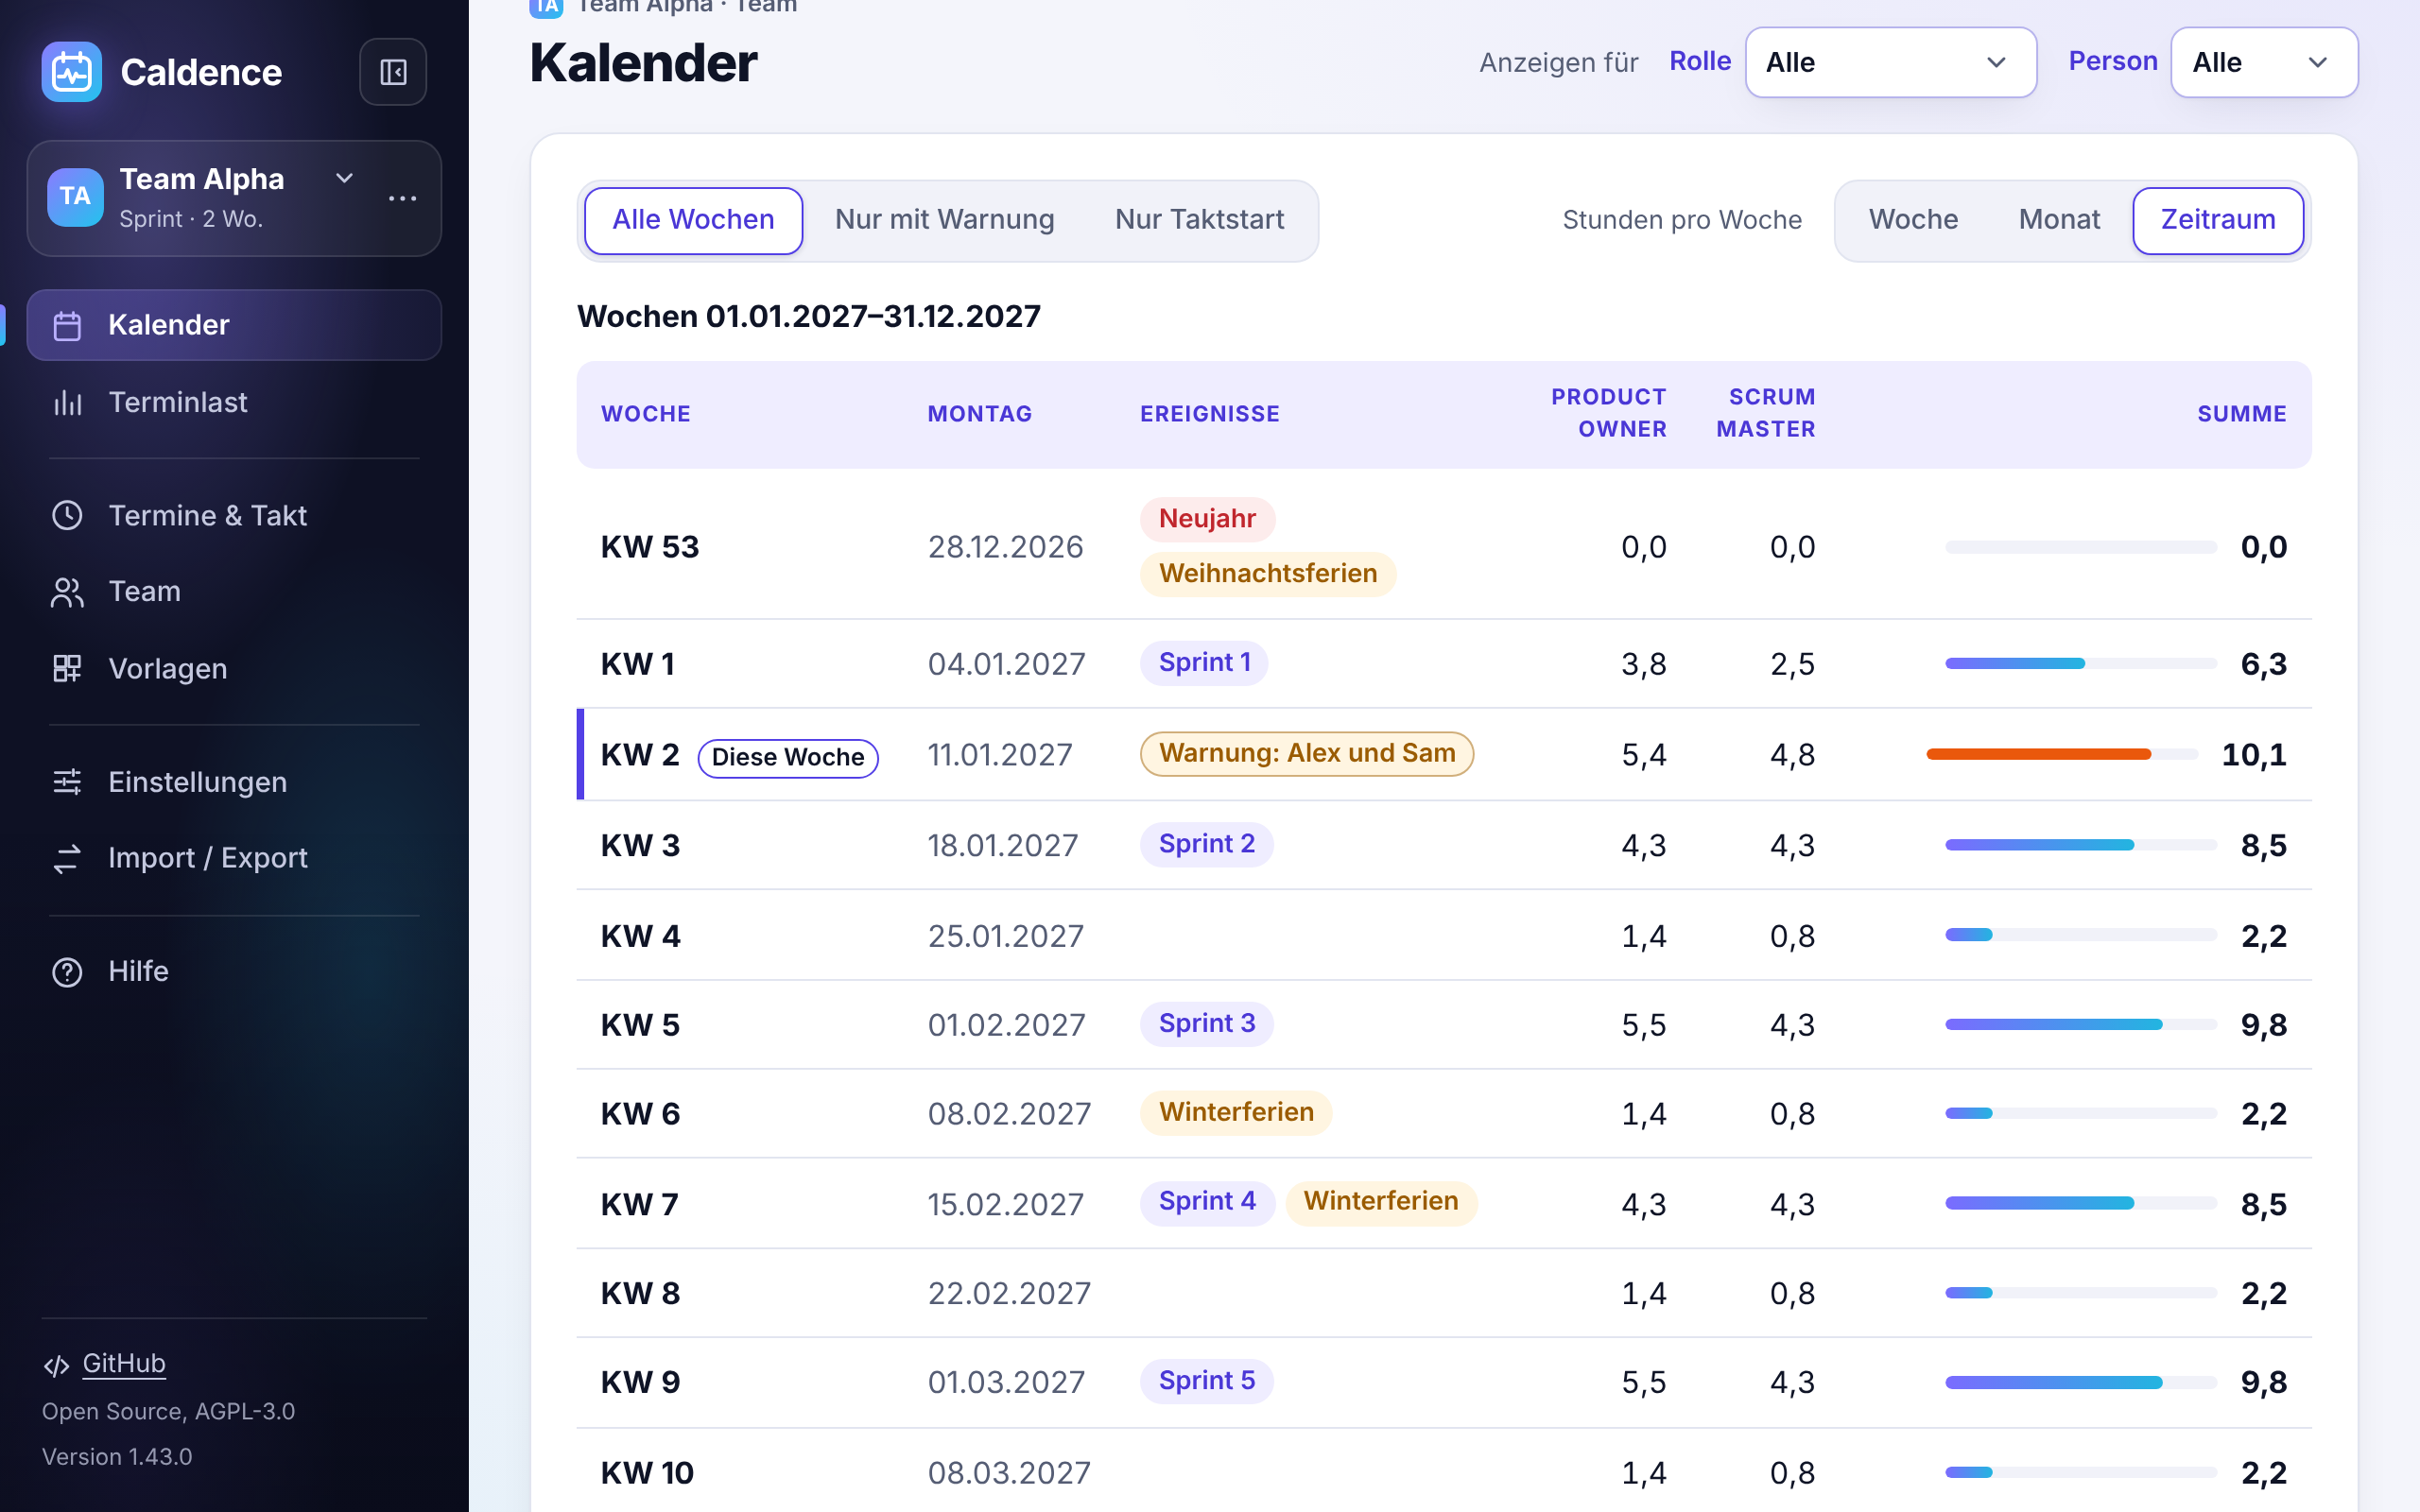 Caldence
TA
Team Alpha
Sprint · 2 Wo.
Kalender
Terminlast
Termine & Takt
Team
Vorlagen
Einstellungen
Import / Export
Hilfe
GitHub
Open Source, AGPL-3.0
Version 1.43.0
TA Team Alpha · Team
Kalender
Anzeigen für Rolle Alle Person Alle
Alle Wochen Nur mit Warnung Nur Taktstart Stunden pro Woche Woche Monat Zeitraum
Wochen 01.01.2027–31.12.2027
WOCHE MONTAG EREIGNISSE PRODUCT OWNER SCRUM MASTER SUMME
KW 53 28.12.2026 Neujahr Weihnachtsferien 0,0 0,0 0,0
KW 1 04.01.2027 Sprint 1 3,8 2,5 6,3
KW 2 Diese Woche 11.01.2027 Warnung: Alex und Sam 5,4 4,8 10,1
KW 3 18.01.2027 Sprint 2 4,3 4,3 8,5
KW 4 25.01.2027 1,4 0,8 2,2
KW 5 01.02.2027 Sprint 3 5,5 4,3 9,8
KW 6 08.02.2027 Winterferien 1,4 0,8 2,2
KW 7 15.02.2027 Sprint 4 Winterferien 4,3 4,3 8,5
KW 8 22.02.2027 1,4 0,8 2,2
KW 9 01.03.2027 Sprint 5 5,5 4,3 9,8
KW 10 08.03.2027 1,4 0,8 2,2